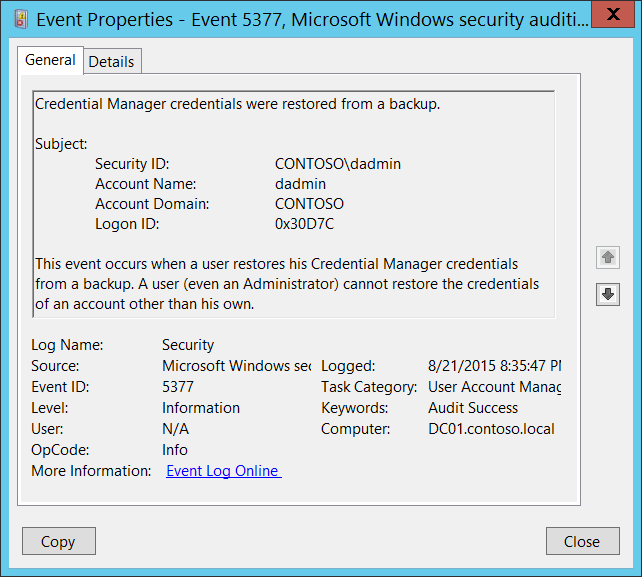 Event Properties - Event 5377, Microsoft Windows security auditi...
X
General
Details
Credential Manager credentials were restored from a backup.
Subject:
Security ID: CONTOSO\dadmin
Account Name: dadmin
Account Domain: CONTOSO
Logon ID: 0x30D7C
This event occurs when a user restores his Credential Manager credentials
from a backup. A user (even an Administrator) cannot restore the credentials
of an account other than his own.
Log Name: Security
Source: Microsoft Windows sec Logged: 8/21/2015 8:35:47 PM
Event ID: 5377 Task Category: User Account Manag
Level: Information Keywords: Audit Success
User: N/A Computer: DC01.contoso.local
OpCode: Info
More Information: Event Log Online
Copy
Close